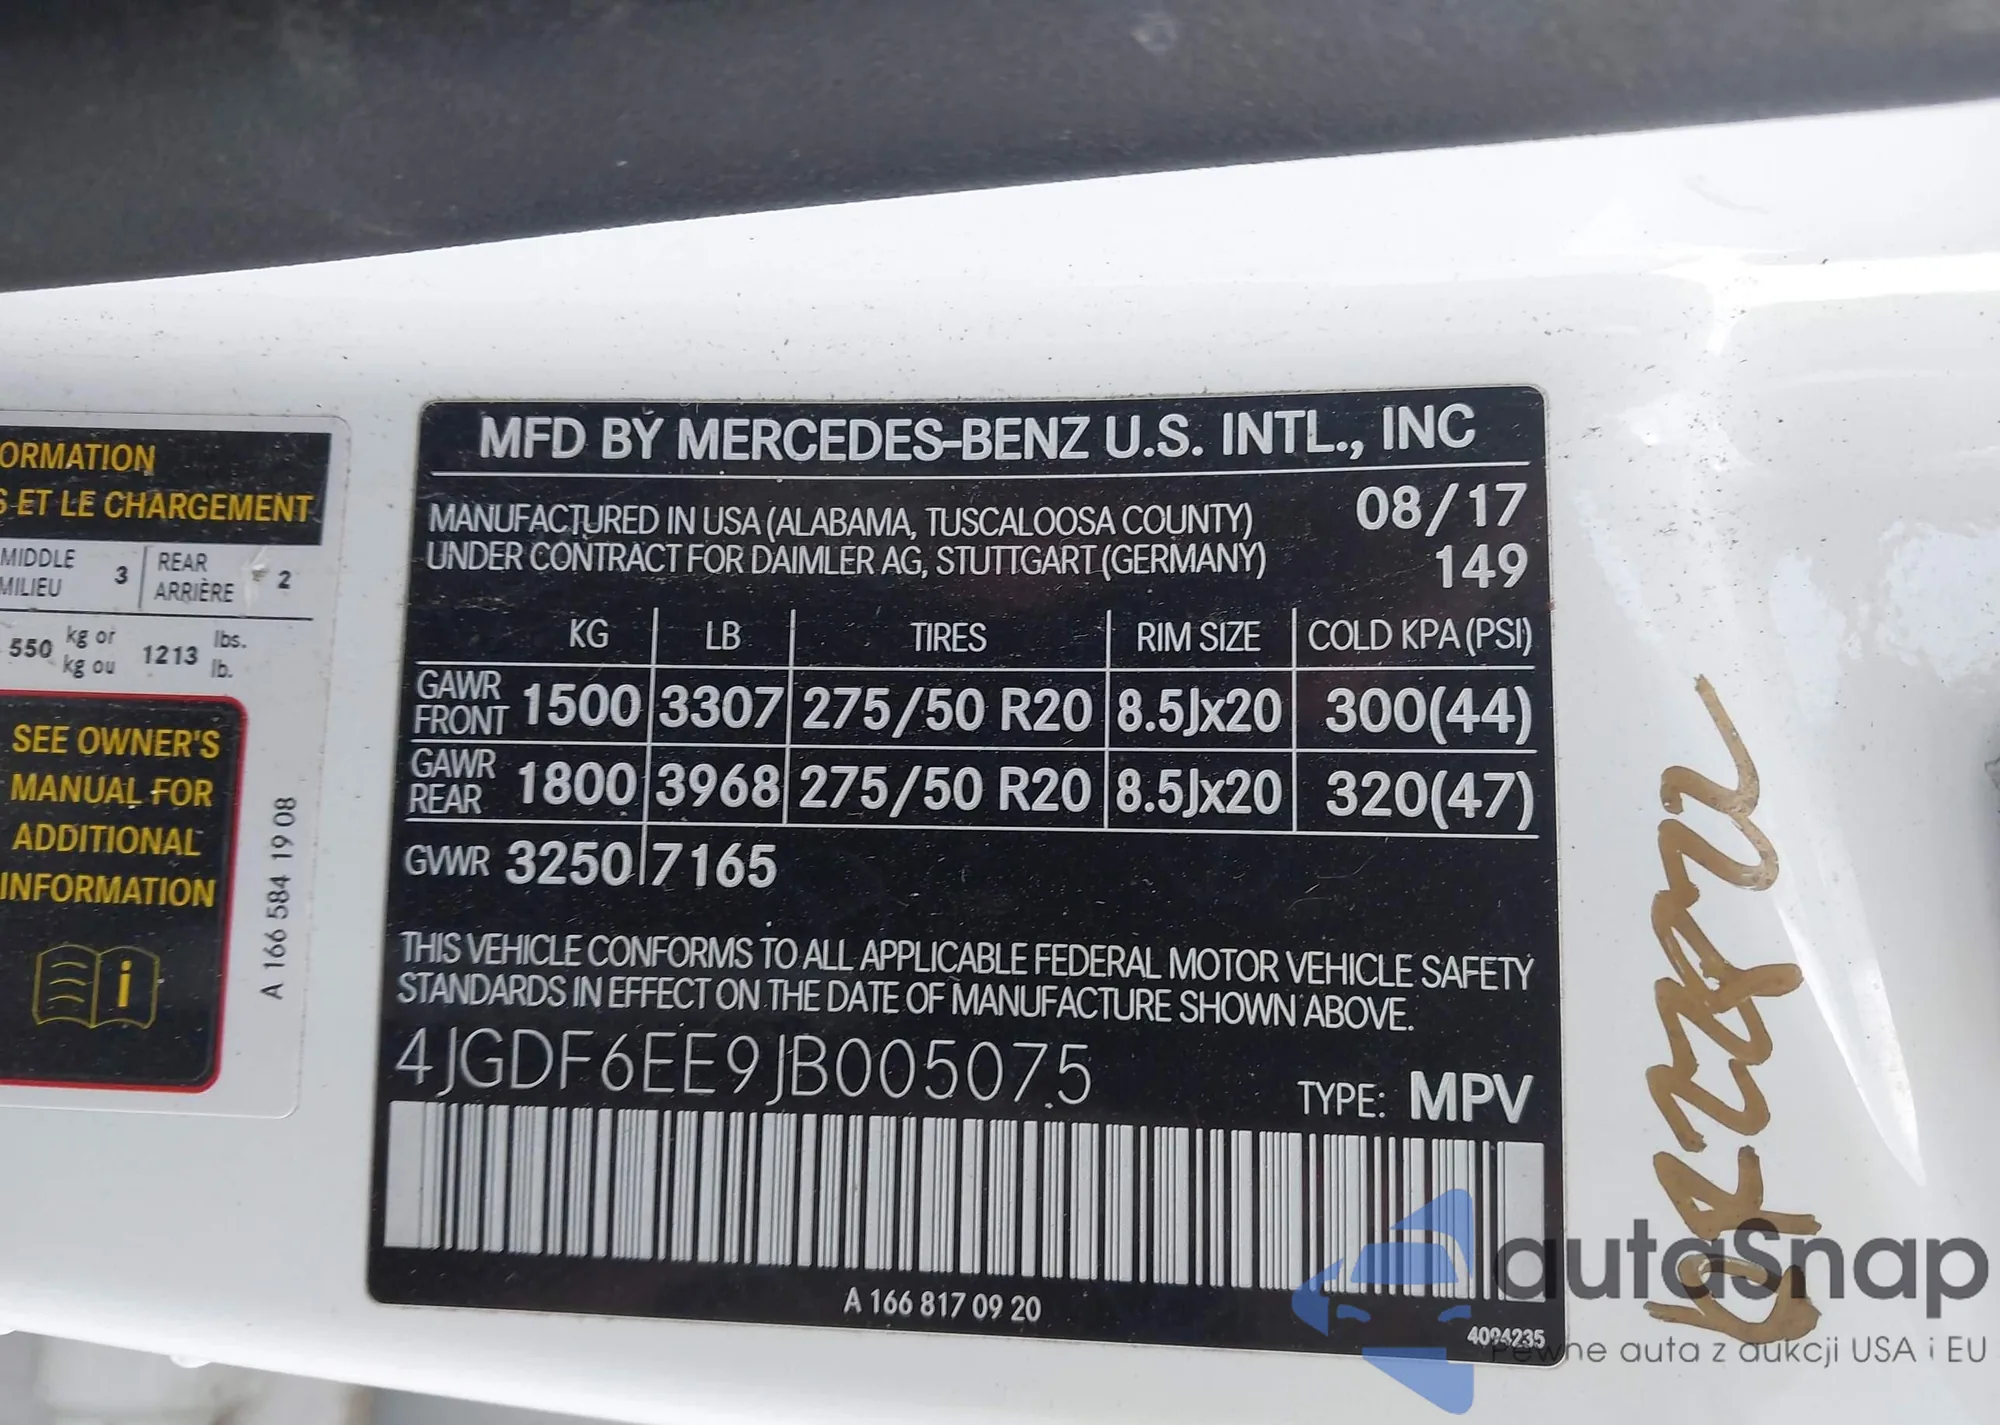 ORMATION
S ET LE CHARGEMENT
MIDDLE
MILIEU
3
REAR
ARRIÈRE
2
550 kg or
kg ou
1213 lbs.
lb.
SEE OWNER'S
MANUAL FOR
ADDITIONAL
INFORMATION
i
A 166 584 19 08
MFD BY MERCEDES-BENZ U.S. INTL., INC
MANUFACTURED IN USA (ALABAMA, TUSCALOOSA COUNTY) 08/17
UNDER CONTRACT FOR DAIMLER AG, STUTTGART (GERMANY) 149
KG LB TIRES RIM SIZE COLD KPA (PSI)
GAWR FRONT 1500 3307 275/50 R20 8.5Jx20 300(44)
GAWR REAR 1800 3968 275/50 R20 8.5Jx20 320(47)
GVWR 3250 7165
THIS VEHICLE CONFORMS TO ALL APPLICABLE FEDERAL MOTOR VEHICLE SAFETY
STANDARDS IN EFFECT ON THE DATE OF MANUFACTURE SHOWN ABOVE.
4JGDF6EE9JB005075
TYPE: MPV
A 166 817 09 20
4094235
autasnap
Pewne auta z aukcji USA i EU